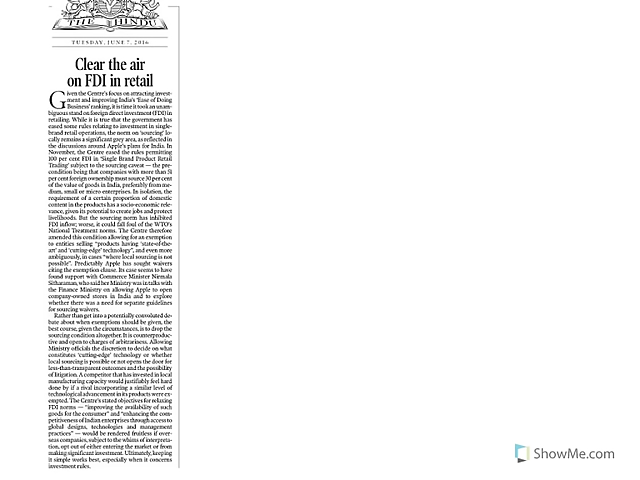 THE HINDU
TUESDAY, JUNE 7, 2016
Clear the air
on FDI in retail
Given the Centre's focus on attracting invest-
ment and improving India's 'Ease of Doing
Business' ranking, it is time it took an unam-
biguous stand on foreign direct investment (FDI) in
retailing. While it is true that the government has
eased some rules relating to investment in single-
brand retail operations, the norm on 'sourcing' lo-
cally remains a significant grey area, as reflected in
the discussions around Apple's plans for India. In
November, the Centre eased the rules permitting
100 per cent FDI in 'Single Brand Product Retail
Trading' subject to the sourcing caveat — the pre-
condition being that companies with more than 51
per cent foreign ownership must source 30 per cent
of the value of goods in India, preferably from me-
dium, small or micro enterprises. In isolation, the
requirement of a certain proportion of domestic
content in the products has a socio-economic rele-
vance, given its potential to create jobs and protect
livelihoods. But the sourcing norm has inhibited
FDI inflow; worse, it could fall foul of the WTO's
National Treatment norms. The Centre therefore
amended this condition allowing for an exemption
to entities selling "products having 'state-of-the-
art' and 'cutting-edge' technology", and even more
ambiguously, in cases "where local sourcing is not
possible". Predictably Apple has sought waivers
citing the exemption clause. Its case seems to have
found support with Commerce Minister Nirmala
Sitharaman, who said her Ministry was in talks with
the Finance Ministry on allowing Apple to open
company-owned stores in India and to explore
whether there was a need for separate guidelines
for sourcing waivers.
Rather than get into a potentially convoluted de-
bate about when exemptions should be given, the
best course, given the circumstances, is to drop the
sourcing condition altogether. It is counterproduc-
tive and open to charges of arbitrariness. Allowing
Ministry officials the discretion to decide on what
constitutes 'cutting-edge' technology or whether
local sourcing is possible or not opens the door for
less-than-transparent outcomes and the possibility
of litigation. A competitor that has invested in local
manufacturing capacity would justifiably feel hard
done by if a rival incorporating a similar level of
technological advancement in its products were ex-
empted. The Centre's stated objectives for relaxing
FDI norms — "improving the availability of such
goods for the consumer" and "enhancing the com-
petitiveness of Indian enterprises through access to
global designs, technologies and management
practices" — would be rendered fruitless if over-
seas companies, subject to the whims of interpreta-
tion, opt out of either entering the market or from
making significant investment. Ultimately, keeping
it simple works best, especially when it concerns
investment rules.
ShowMe.com